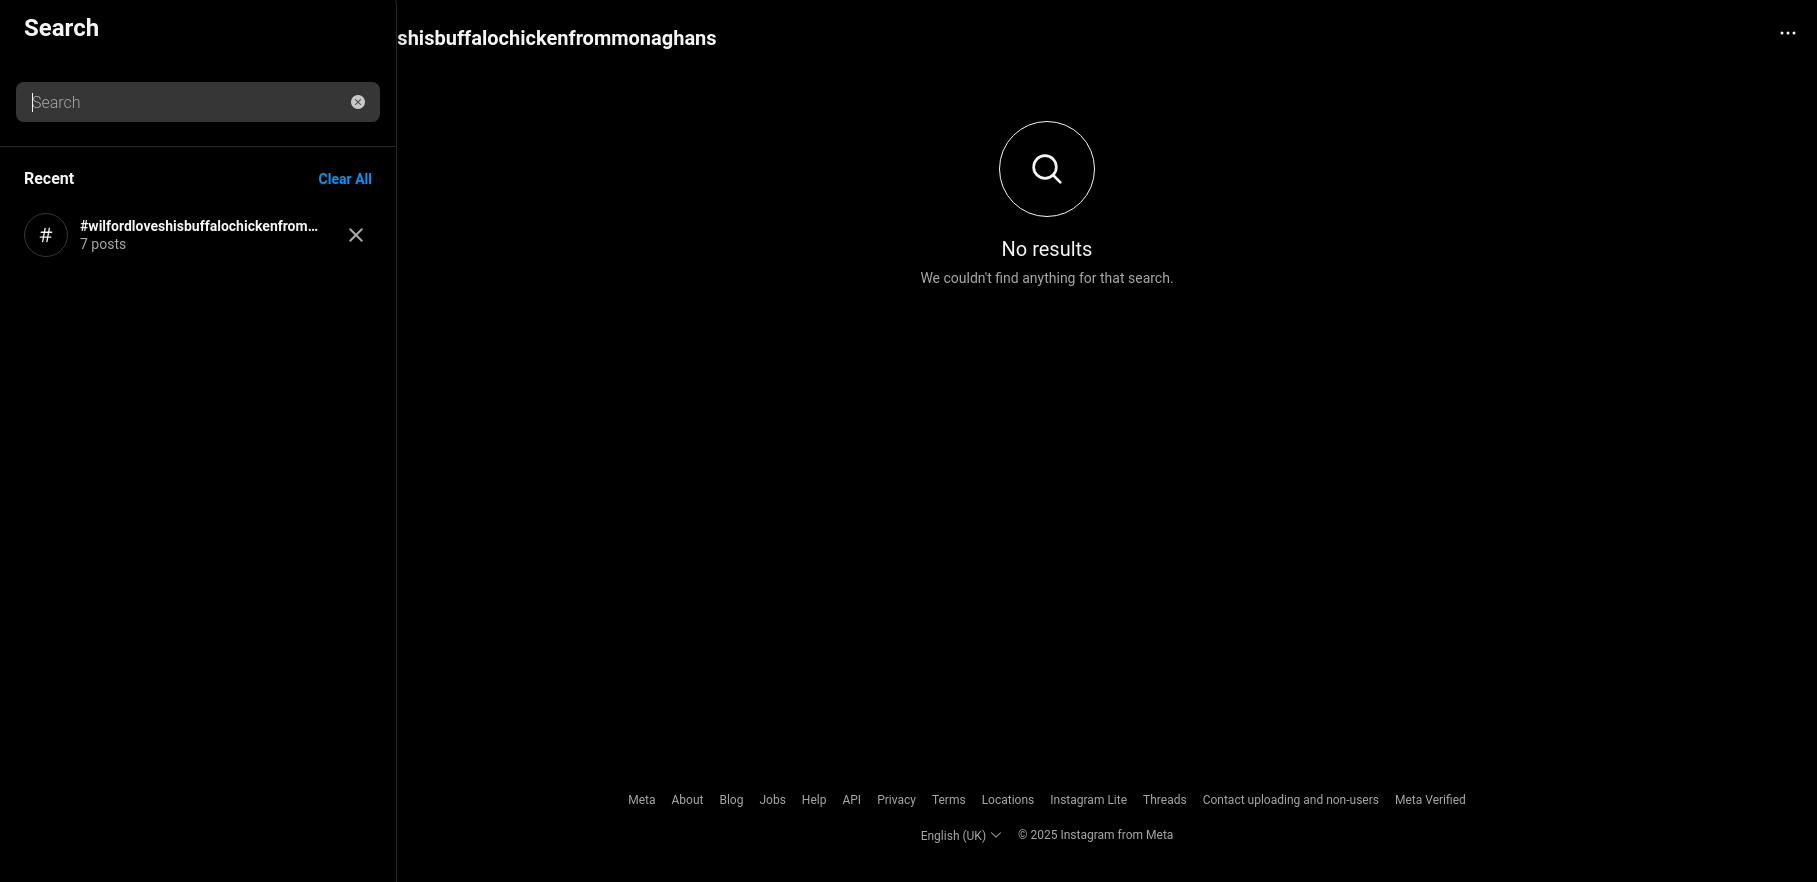 Search
Search
Recent
Clear All
#
#wilfordloveshisbuffalochickenfrom...
7 posts
shisbuffalochickenfrommonaghans
No results
We couldn't find anything for that search.
Meta About Blog Jobs Help API Privacy Terms Locations Instagram Lite Threads Contact uploading and non-users Meta Verified
English (UK) © 2025 Instagram from Meta